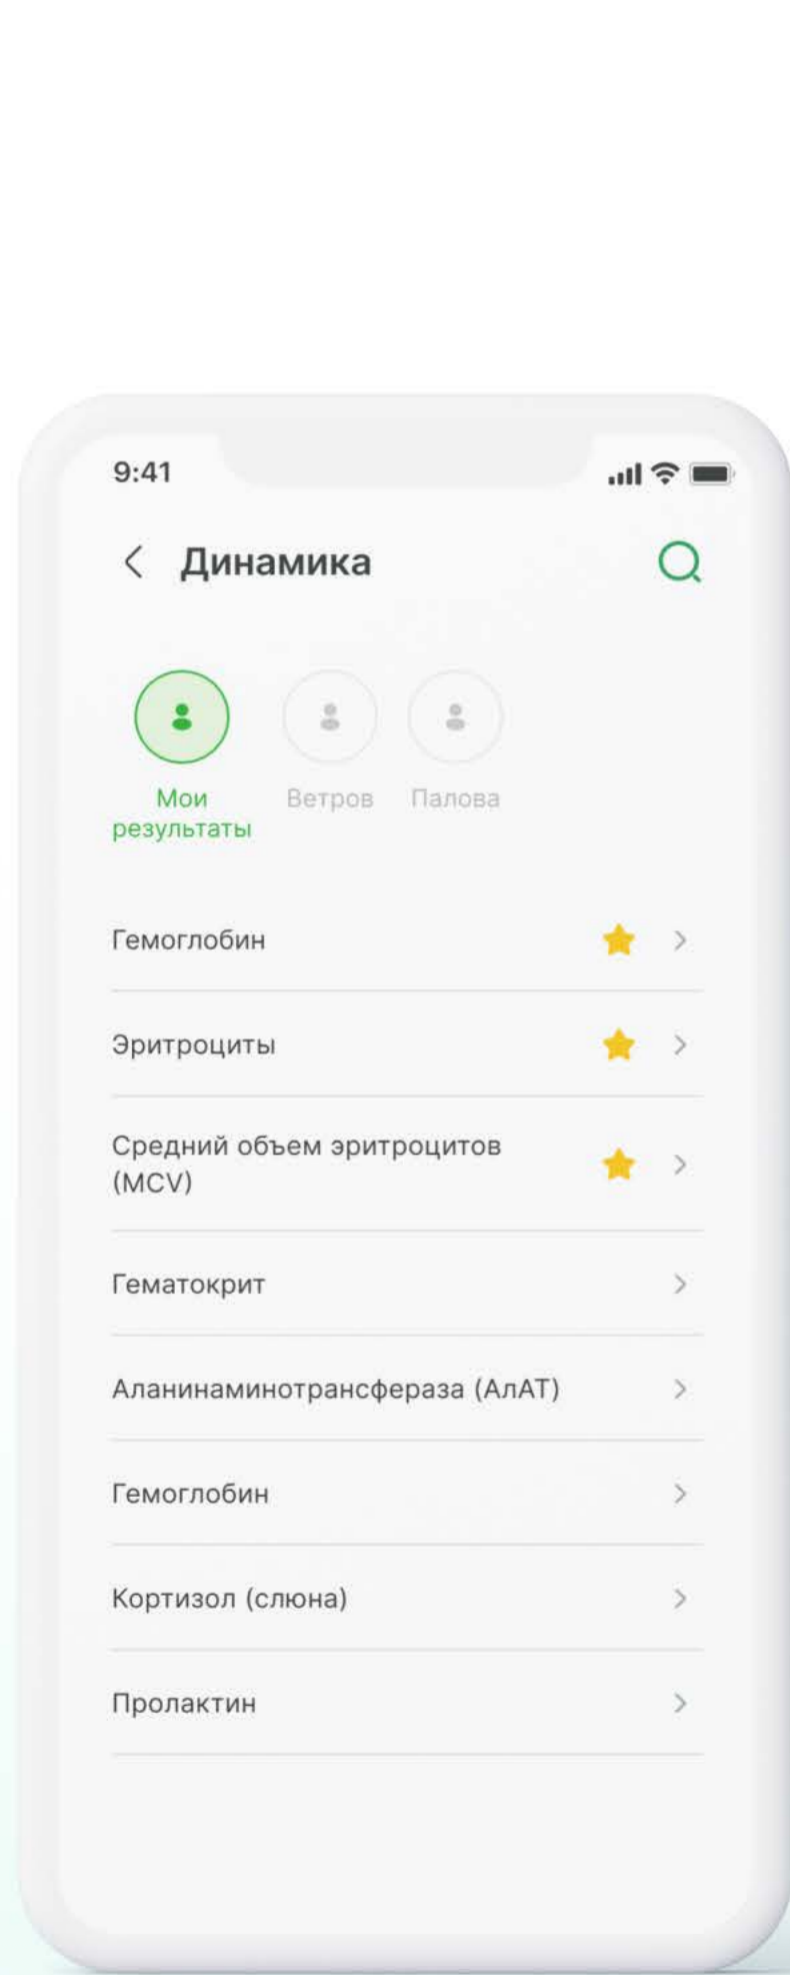 9:41
Динамика
Мои
результаты
Ветров
Палова
Гемоглобин
Эритроциты
Средний объем эритроцитов
(MCV)
Гематокрит
Аланинаминотрансфераза (АлАТ)
Гемоглобин
Кортизол (слюна)
Пролактин